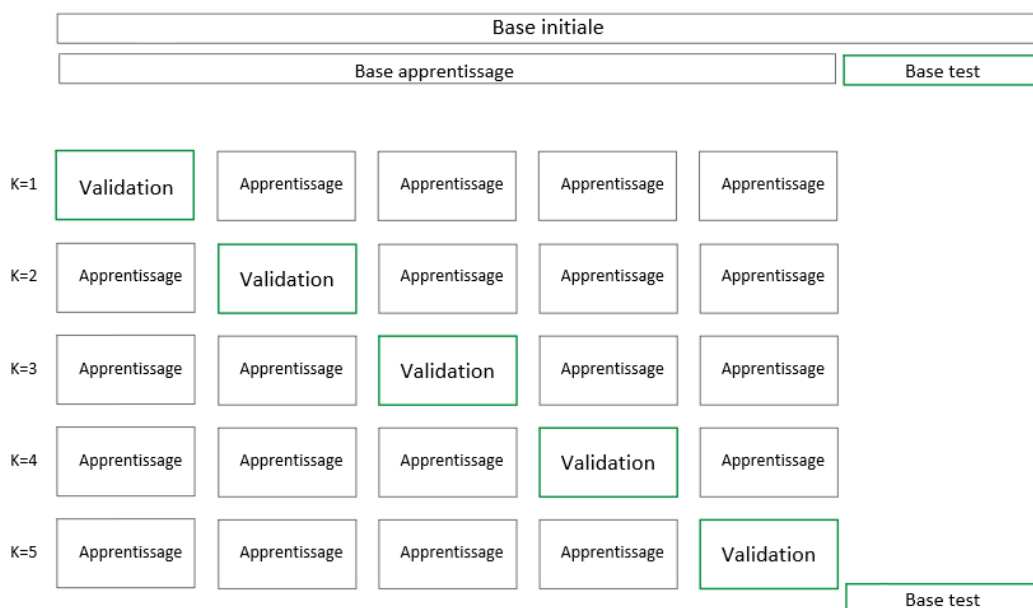 Base initiale
Base apprentissage Base test
K=1 Validation Apprentissage Apprentissage Apprentissage Apprentissage
K=2 Apprentissage Validation Apprentissage Apprentissage Apprentissage
K=3 Apprentissage Apprentissage Validation Apprentissage Apprentissage
K=4 Apprentissage Apprentissage Apprentissage Validation Apprentissage
K=5 Apprentissage Apprentissage Apprentissage Apprentissage Validation
Base test